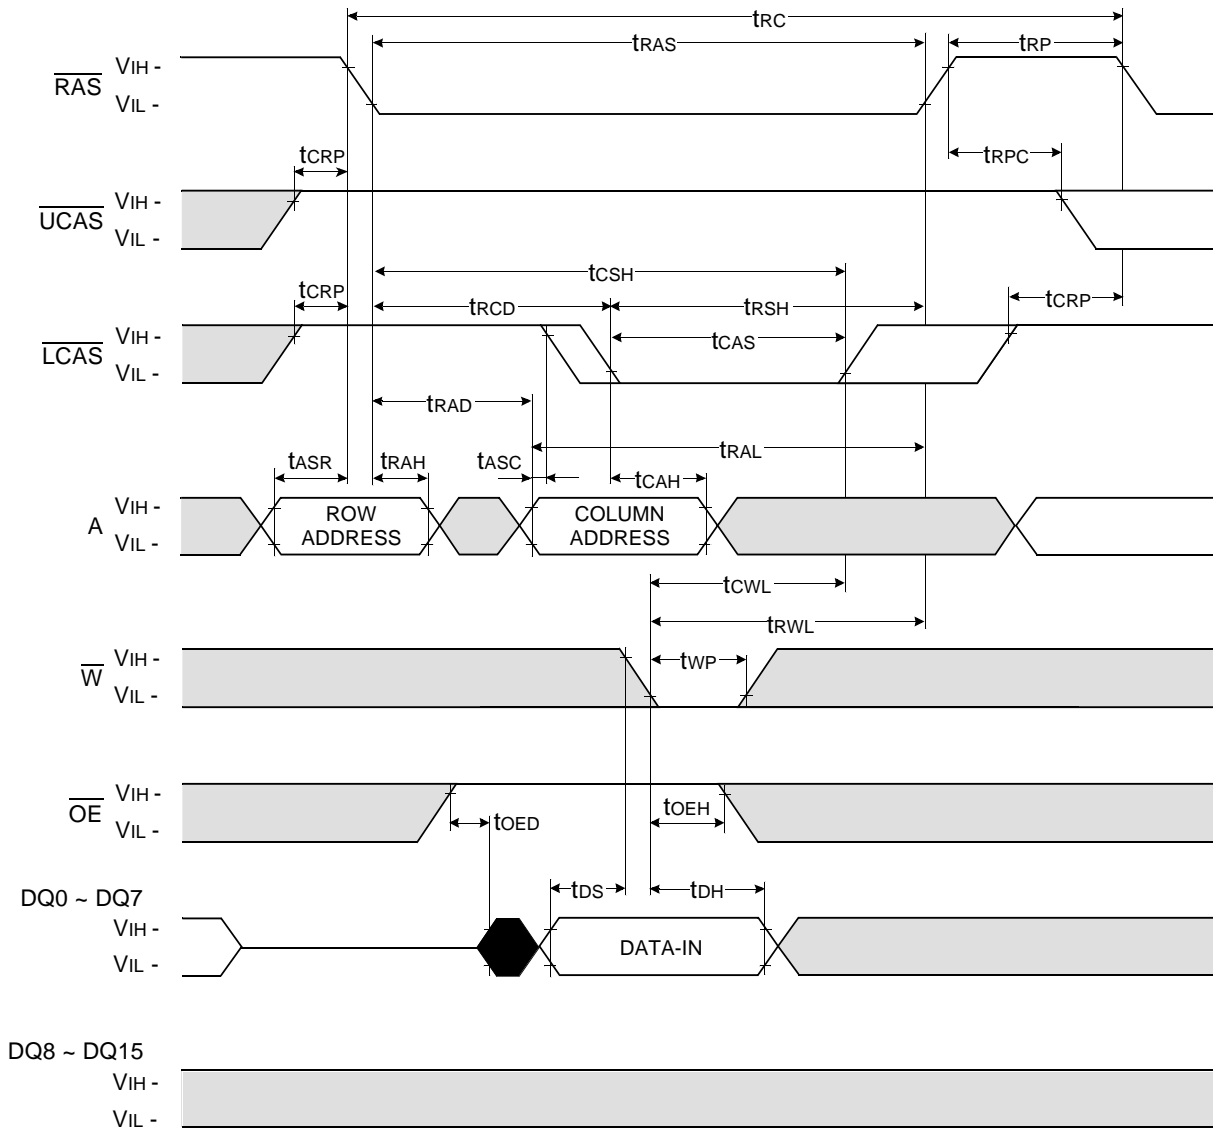 tRC
tRAS
tRP
RAS
VIH -
VIL -
tCRP
tRPC
UCAS
VIH -
VIL -
tCSH
tCRP
tRCD
tRSH
tCRP
LCAS
VIH -
VIL -
tCAS
tRAD
tRAL
tASR
tRAH
tASC
tCAH
A
VIH -
VIL -
ROW
ADDRESS
COLUMN
ADDRESS
tCWL
tRWL
W
VIH -
VIL -
tWP
OE
VIH -
VIL -
tOED
tOEH
tDS
tDH
DQ0 ~ DQ7
VIH -
VIL -
DATA-IN
DQ8 ~ DQ15
VIH -
VIL -